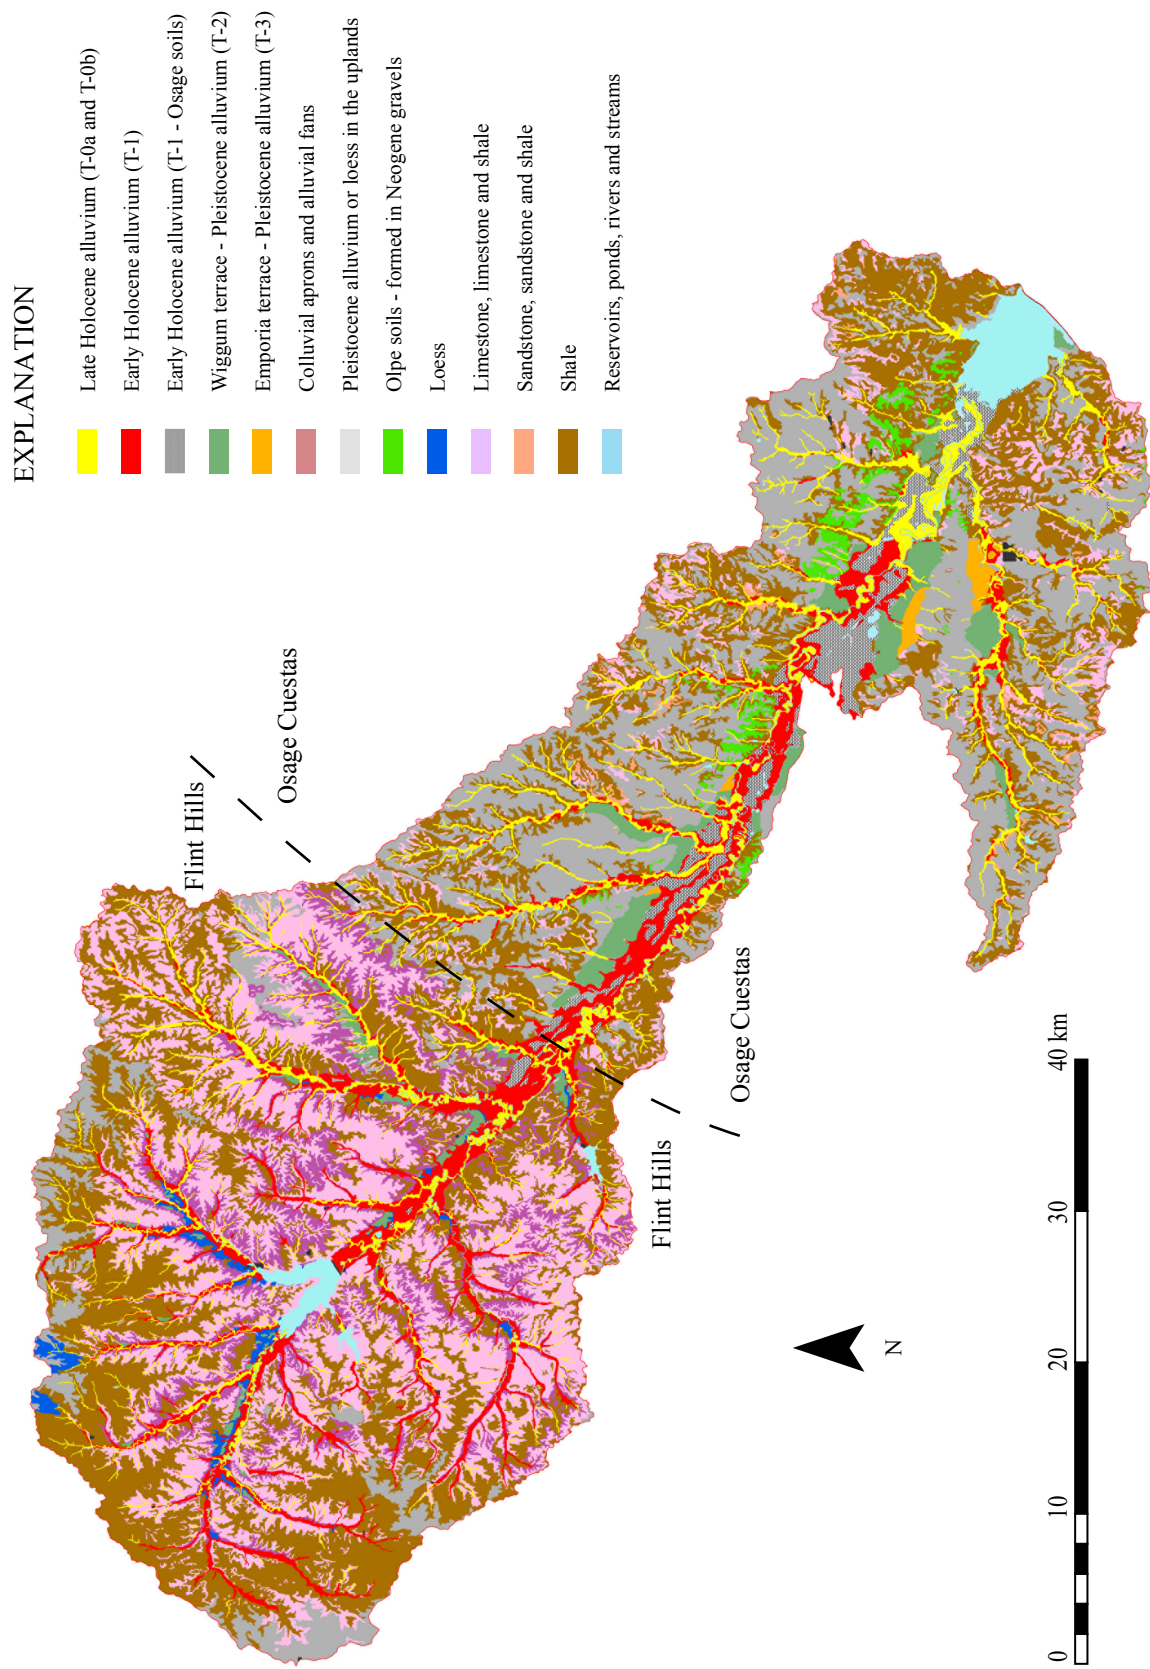 EXPLANATION
Late Holocene alluvium (T-0a and T-0b)
Early Holocene alluvium (T-1)
Early Holocene alluvium (T-1 - Osage soils)
Wiggum terrace - Pleistocene alluvium (T-2)
Emporia terrace - Pleistocene alluvium (T-3)
Colluvial aprons and alluvial fans
Pleistocene alluvium or loess in the uplands
Olpe soils - formed in Neogene gravels
Loess
Limestone, limestone and shale
Sandstone, sandstone and shale
Shale
Reservoirs, ponds, rivers and streams
Flint Hills
Osage Cuestas
Flint Hills
Osage Cuestas
N
0
10
20
30
40 km